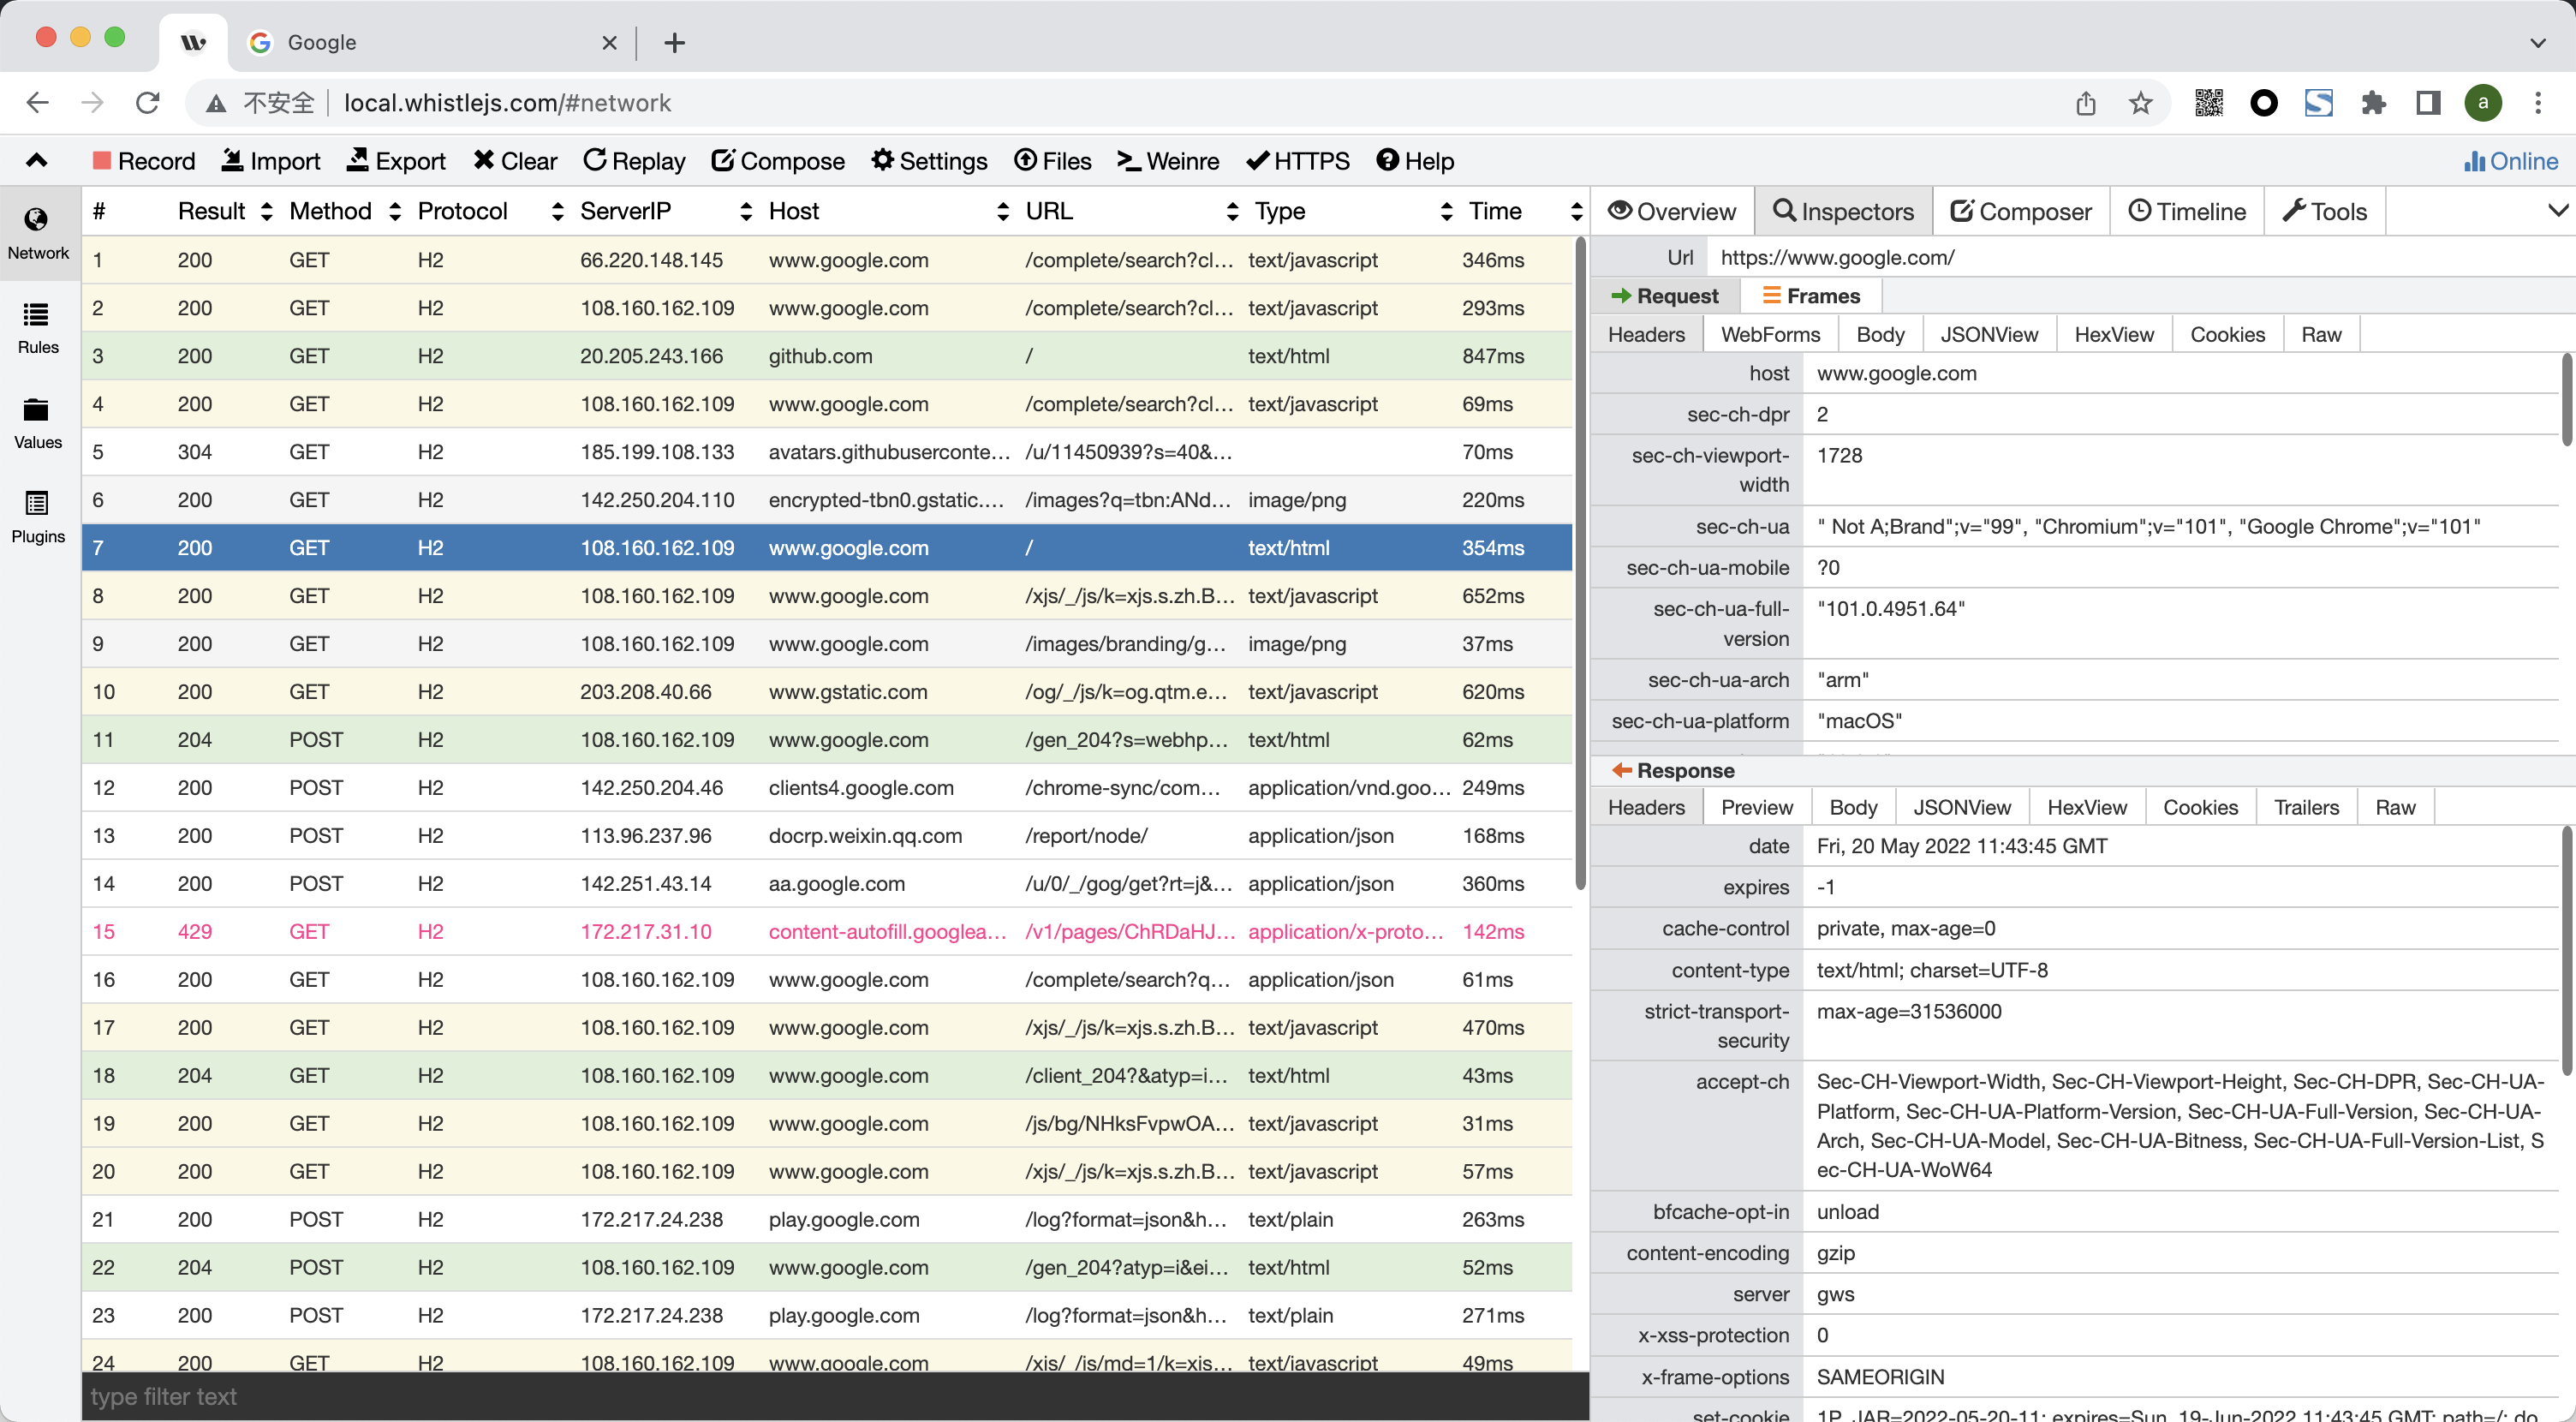 Google
不安全 local.whistlejs.com/#network
a
Record Import Export Clear Replay Compose Settings Files Weinre HTTPS Help Online
Network
Rules
Values
Plugins
# Result Method Protocol ServerIP Host URL Type Time
1 200 GET H2 66.220.148.145 www.google.com /complete/search?cl... text/javascript 346ms
2 200 GET H2 108.160.162.109 www.google.com /complete/search?cl... text/javascript 293ms
3 200 GET H2 20.205.243.166 github.com / text/html 847ms
4 200 GET H2 108.160.162.109 www.google.com /complete/search?cl... text/javascript 69ms
5 304 GET H2 185.199.108.133 avatars.githubuserconte... /u/11450939?s=40&... 70ms
6 200 GET H2 142.250.204.110 encrypted-tbn0.gstatic.... /images?q=tbn:ANd... image/png 220ms
7 200 GET H2 108.160.162.109 www.google.com / text/html 354ms
8 200 GET H2 108.160.162.109 www.google.com /xjs/_/js/k=xjs.s.zh.B... text/javascript 652ms
9 200 GET H2 108.160.162.109 www.google.com /images/branding/g... image/png 37ms
10 200 GET H2 203.208.40.66 www.gstatic.com /og/_/js/k=og.qtm.e... text/javascript 620ms
11 204 POST H2 108.160.162.109 www.google.com /gen_204?s=webhp... text/html 62ms
12 200 POST H2 142.250.204.46 clients4.google.com /chrome-sync/com... application/vnd.goo... 249ms
13 200 POST H2 113.96.237.96 docrp.weixin.qq.com /report/node/ application/json 168ms
14 200 POST H2 142.251.43.14 aa.google.com /u/0/_/gog/get?rt=j&... application/json 360ms
15 429 GET H2 172.217.31.10 content-autofill.googlea... /v1/pages/ChRDaHJ... application/x-proto... 142ms
16 200 GET H2 108.160.162.109 www.google.com /complete/search?q... application/json 61ms
17 200 GET H2 108.160.162.109 www.google.com /xjs/_/js/k=xjs.s.zh.B... text/javascript 470ms
18 204 GET H2 108.160.162.109 www.google.com /client_204?&atyp=i... text/html 43ms
19 200 GET H2 108.160.162.109 www.google.com /js/bg/NHksFvpwOA... text/javascript 31ms
20 200 GET H2 108.160.162.109 www.google.com /xjs/_/js/k=xjs.s.zh.B... text/javascript 57ms
21 200 POST H2 172.217.24.238 play.google.com /log?format=json&h... text/plain 263ms
22 204 POST H2 108.160.162.109 www.google.com /gen_204?atyp=i&ei... text/html 52ms
23 200 POST H2 172.217.24.238 play.google.com /log?format=json&h... text/plain 271ms
24 200 GET H2 108.160.162.109 www.google.com /xjs/_/js/md=1/k=xjs... text/javascript 49ms
type filter text
Overview Inspectors Composer Timeline Tools
Url https://www.google.com/
Request Frames
Headers WebForms Body JSONView HexView Cookies Raw
host www.google.com
sec-ch-dpr 2
sec-ch-viewport- 1728
width
sec-ch-ua " Not A;Brand";v="99", "Chromium";v="101", "Google Chrome";v="101"
sec-ch-ua-mobile ?0
sec-ch-ua-full- "101.0.4951.64"
version
sec-ch-ua-arch "arm"
sec-ch-ua-platform "macOS"
Response
Headers Preview Body JSONView HexView Cookies Trailers Raw
date Fri, 20 May 2022 11:43:45 GMT
expires -1
cache-control private, max-age=0
content-type text/html; charset=UTF-8
strict-transport- max-age=31536000
security
accept-ch Sec-CH-Viewport-Width, Sec-CH-Viewport-Height, Sec-CH-DPR, Sec-CH-UA-
Platform, Sec-CH-UA-Platform-Version, Sec-CH-UA-Full-Version, Sec-CH-UA-
Arch, Sec-CH-UA-Model, Sec-CH-UA-Bitness, Sec-CH-UA-Full-Version-List, S
ec-CH-UA-WoW64
bfcache-opt-in unload
content-encoding gzip
server gws
x-xss-protection 0
x-frame-options SAMEORIGIN
set-cookie 1P_JAR=2022-05-20-11; expires=Sun, 19-Jun-2022 11:43:45 GMT; path=/; do